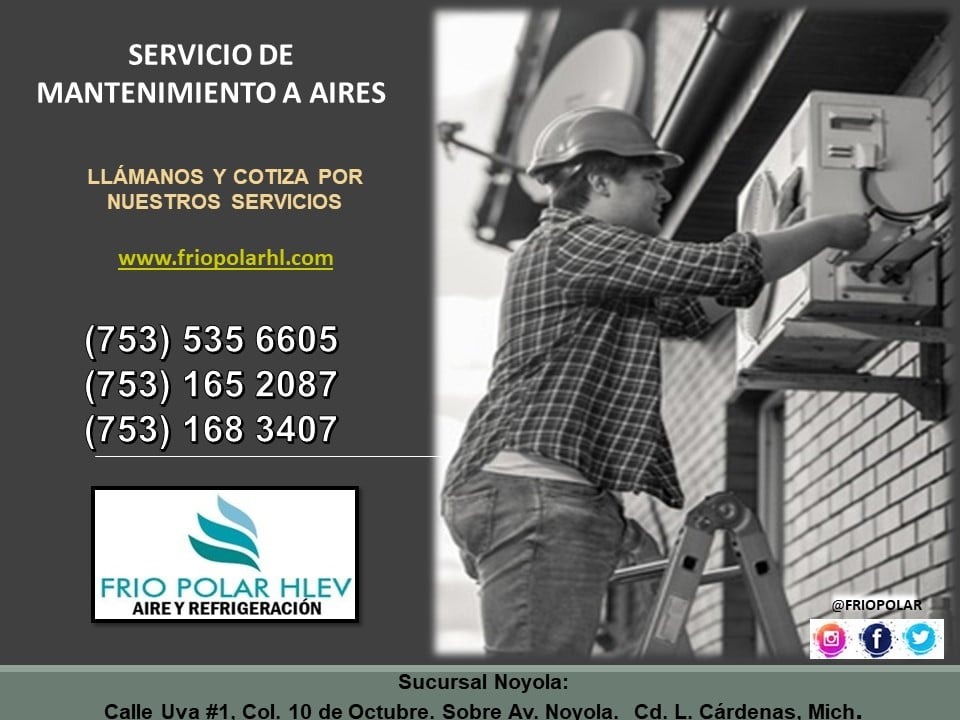 SERVICIO DE
MANTENIMIENTO A AIRES
LLÁMANOS Y COTIZA POR
NUESTROS SERVICIOS
www.friopolarhl.com
(753) 535 6605
(753) 165 2087
(753) 168 3407
FRIO POLAR HLEV
AIRE Y REFRIGERACIÓN
@FRIOPOLAR
Sucursal Noyola:
Calle Uva #1, Col. 10 de Octubre, Sobre Av. Noyola, Cd. L. Cárdenas, Mich.